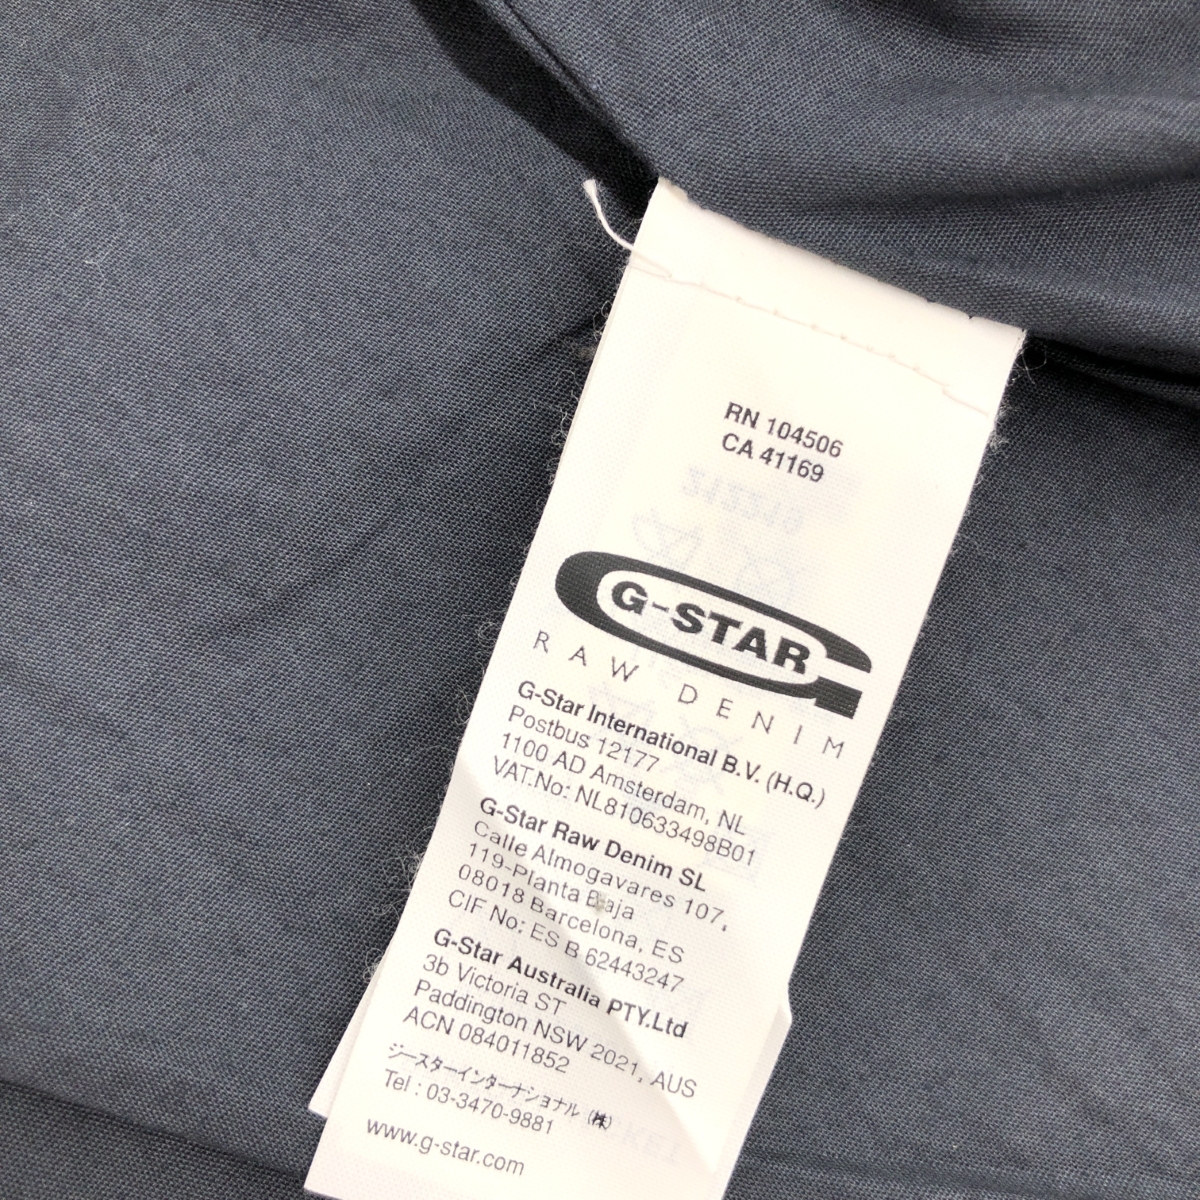 RN 104506
CA 41169
G-STAR
RAW DENIM
G-Star International B.V. (H.Q.)
Postbus 12177
1100 AD Amsterdam, NL
VAT.No: NL810633498B01
G-Star Raw Denim SL
Calle Almogavares 107,
119-Planta Baja
08018 Barcelona, ES
CIF No: ES B 62443247
G-Star Australia PTY.Ltd
3b Victoria ST
Paddington NSW 2021, AUS
ACN 084011852
ジースターインターナショナル (株)
Tel : 03-3470-9881
www.g-star.com